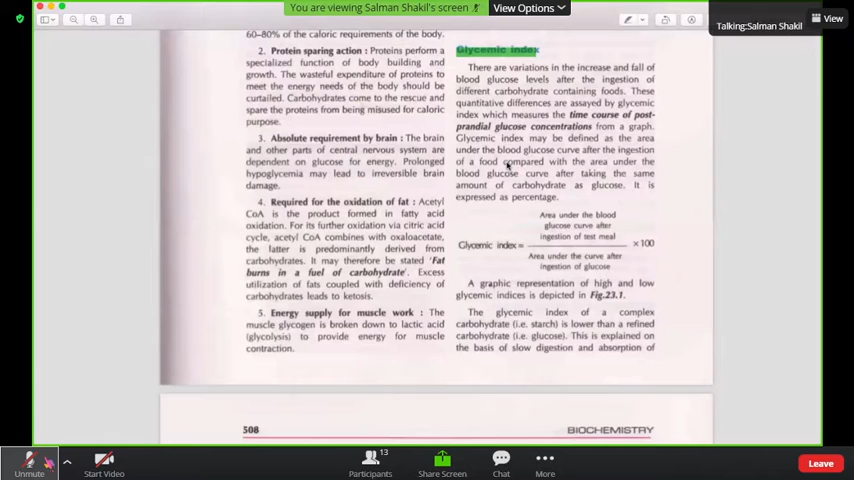 You are viewing Salman Shakil's screen
View Options
Talking:Salman Shakil
View
60–80% of the caloric requirements of the body.
2. Protein sparing action : Proteins perform a
specialized function of body building and
growth. The wasteful expenditure of proteins to
meet the energy needs of the body should be
curtailed. Carbohydrates come to the rescue and
spare the proteins from being misused for caloric
purpose.
3. Absolute requirement by brain : The brain
and other parts of central nervous system are
dependent on glucose for energy. Prolonged
hypoglycemia may lead to irreversible brain
damage.
4. Required for the oxidation of fat : Acetyl
CoA is the product formed in fatty acid
oxidation. For its further oxidation via citric acid
cycle, acetyl CoA combines with oxaloacetate,
the latter is predominantly derived from
carbohydrates. It may therefore be stated 'Fat
burns in a fuel of carbohydrate'. Excess
utilization of fats coupled with deficiency of
carbohydrates leads to ketosis.
5. Energy supply for muscle work : The
muscle glycogen is broken down to lactic acid
(glycolysis) to provide energy for muscle
contraction.
Glycemic index
There are variations in the increase and fall of
blood glucose levels after the ingestion of
different carbohydrate containing foods. These
quantitative differences are assayed by glycemic
index which measures the time course of post-
prandial glucose concentrations from a graph.
Glycemic index may be defined as the area
under the blood glucose curve after the ingestion
of a food compared with the area under the
blood glucose curve after taking the same
amount of carbohydrate as glucose. It is
expressed as percentage.
Area under the blood
glucose curve after
ingestion of test meal
Glycemic index = × 100
Area under the curve after
ingestion of glucose
A graphic representation of high and low
glycemic indices is depicted in Fig.23.1.
The glycemic index of a complex
carbohydrate (i.e. starch) is lower than a refined
carbohydrate (i.e. glucose). This is explained on
the basis of slow digestion and absorption of
508
BIOCHEMISTRY
Unmute
Start Video
13
Participants
Share Screen
Chat
More
Leave